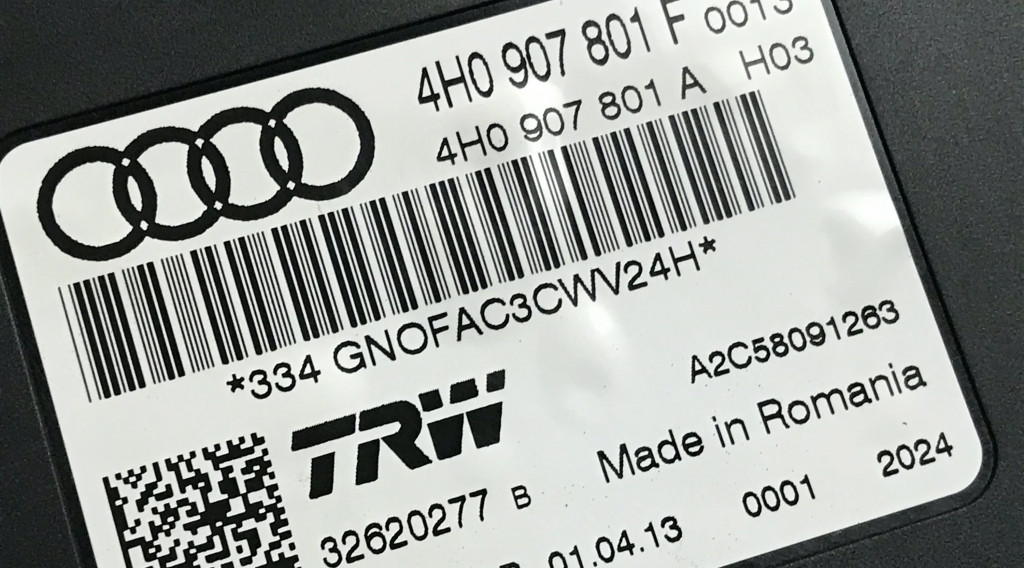 4H0 907 801 F 0013
4H0 907 801 A H03
*334 GNOFAC3CWV24H*
A2C58091263
TRW
Made in Romania
32620277 B
01.04.13 0001 2024